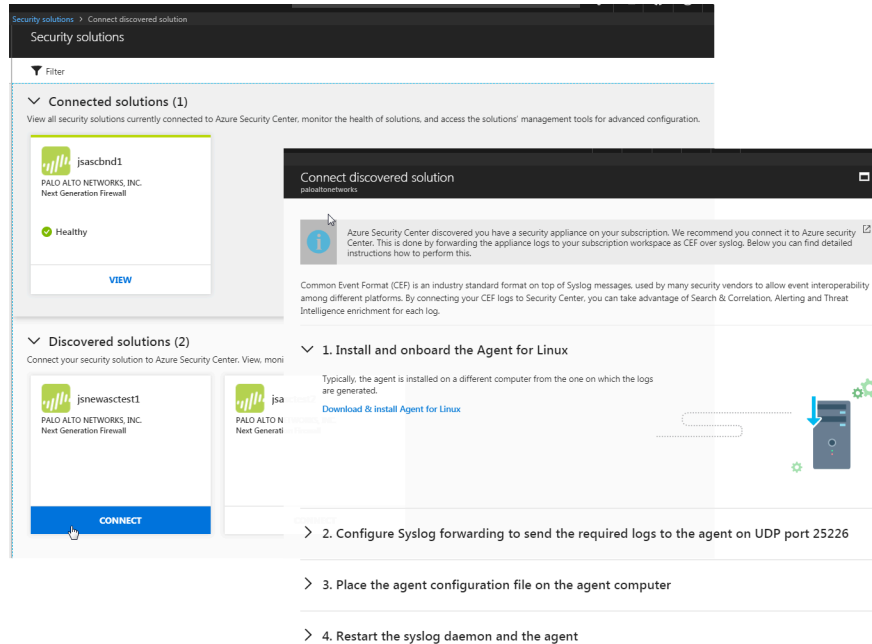 Security solutions > Connect discovered solution
Security solutions
Filter
Connected solutions (1)
View all security solutions currently connected to Azure Security Center, monitor the health of solutions, and access the solutions' management tools for advanced configuration.
jsascbnd1
PALO ALTO NETWORKS, INC.
Next Generation Firewall
Healthy
VIEW
Discovered solutions (2)
Connect your security solution to Azure Security Center. View, moni
jsnewasctest1
PALO ALTO NETWORKS, INC.
Next Generation Firewall
CONNECT
jsa
PALO ALTO N
Next Generati
Connect discovered solution
paloaltonetworks
Azure Security Center discovered you have a security appliance on your subscription. We recommend you connect it to Azure security
Center. This is done by forwarding the appliance logs to your subscription workspace as CEF over syslog. Below you can find detailed
instructions how to perform this.
Common Event Format (CEF) is an industry standard format on top of Syslog messages, used by many security vendors to allow event interoperability
among different platforms. By connecting your CEF logs to Security Center, you can take advantage of Search & Correlation, Alerting and Threat
Intelligence enrichment for each log.
1. Install and onboard the Agent for Linux
Typically, the agent is installed on a different computer from the one on which the logs
are generated.
Download & install Agent for Linux
2. Configure Syslog forwarding to send the required logs to the agent on UDP port 25226
3. Place the agent configuration file on the agent computer
4. Restart the syslog daemon and the agent